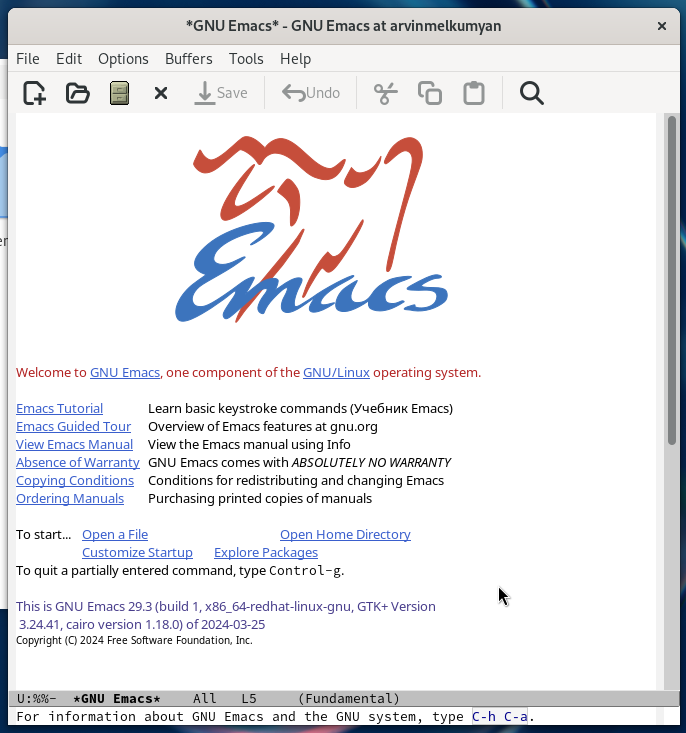 *GNU Emacs* - GNU Emacs at arvinmelkumyan
File Edit Options Buffers Tools Help
Save Undo
Emacs
Welcome to GNU Emacs, one component of the GNU/Linux operating system.
Emacs Tutorial Learn basic keystroke commands (Учебник Emacs)
Emacs Guided Tour Overview of Emacs features at gnu.org
View Emacs Manual View the Emacs manual using Info
Absence of Warranty GNU Emacs comes with ABSOLUTELY NO WARRANTY
Copying Conditions Conditions for redistributing and changing Emacs
Ordering Manuals Purchasing printed copies of manuals
To start... Open a File Open Home Directory
Customize Startup Explore Packages
To quit a partially entered command, type Control-g.
This is GNU Emacs 29.3 (build 1, x86_64-redhat-linux-gnu, GTK+ Version
3.24.41, cairo version 1.18.0) of 2024-03-25
Copyright (C) 2024 Free Software Foundation, Inc.
U:%%- *GNU Emacs* All L5 (Fundamental)
For information about GNU Emacs and the GNU system, type C-h C-a.